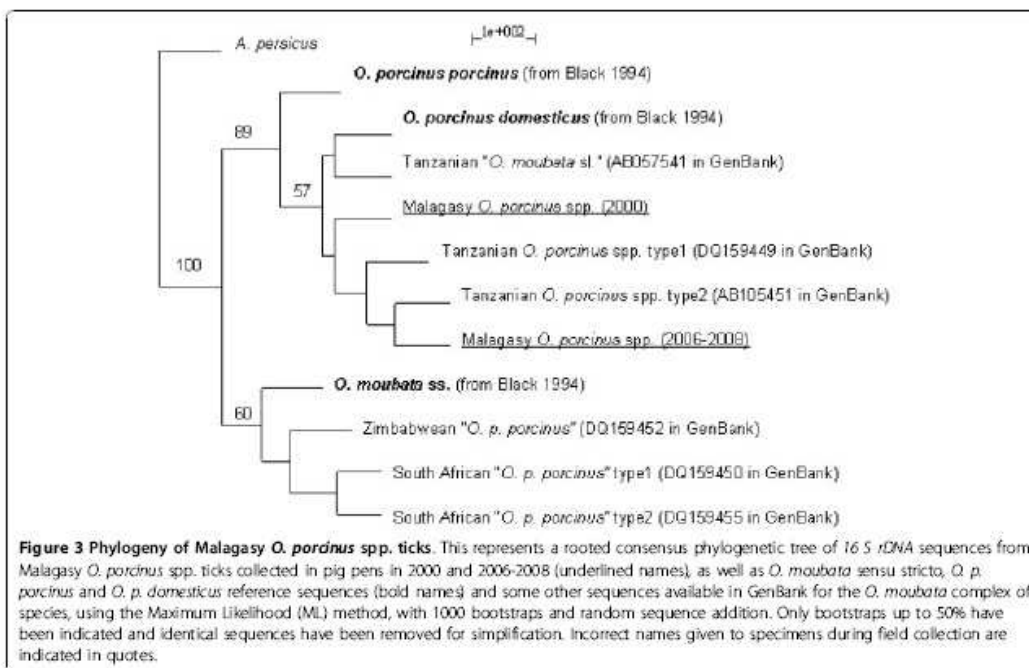 A. persicus
1e+002
O. porcinus porcinus (from Black 1994)
89
O. porcinus domesticus (from Black 1994)
Tanzanian "O. moubata sl." (AB057541 in GenBank)
57
Malagasy O. porcinus spp. (2000)
Tanzanian O. porcinus spp. type1 (DQ159449 in GenBank)
100
Tanzanian O. porcinus spp. type2 (AB105451 in GenBank)
Malagasy O. porcinus spp. (2006-2008)
O. moubata ss. (from Black 1994)
60
Zimbabwean "O. p. porcinus" (DQ159452 in GenBank)
South African "O. p. porcinus" type1 (DQ159450 in GenBank)
South African "O. p. porcinus" type2 (DQ159455 in GenBank)
Figure 3 Phylogeny of Malagasy O. porcinus spp. ticks. This represents a rooted consensus phylogenetic tree of 16 S rDNA sequences from
Malagasy O. porcinus spp. ticks collected in pig pens in 2000 and 2006-2008 (underlined names), as well as O. moubata sensu stricto, O. p.
porcinus and O. p. domesticus reference sequences (bold names) and some other sequences available in GenBank for the O. moubata complex of
species, using the Maximum Likelihood (ML) method, with 1000 bootstraps and random sequence addition. Only bootstraps up to 50% have
been indicated and identical sequences have been removed for simplification. Incorrect names given to specimens during field collection are
indicated in quotes.